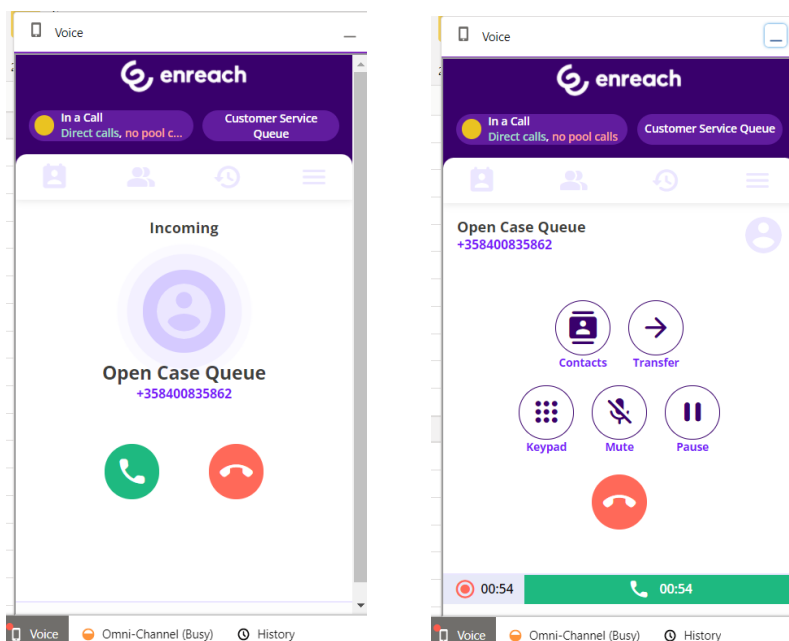 Voice
enreach
In a Call
Direct calls, no pool c...
Customer Service
Queue
Incoming
Open Case Queue
+358400835862
Voice
Omni-Channel (Busy)
History
Voice
enreach
In a Call
Direct calls, no pool calls
Customer Service Queue
Open Case Queue
+358400835862
Contacts
Transfer
Keypad
Mute
Pause
00:54
00:54
Voice
Omni-Channel (Busy)
History